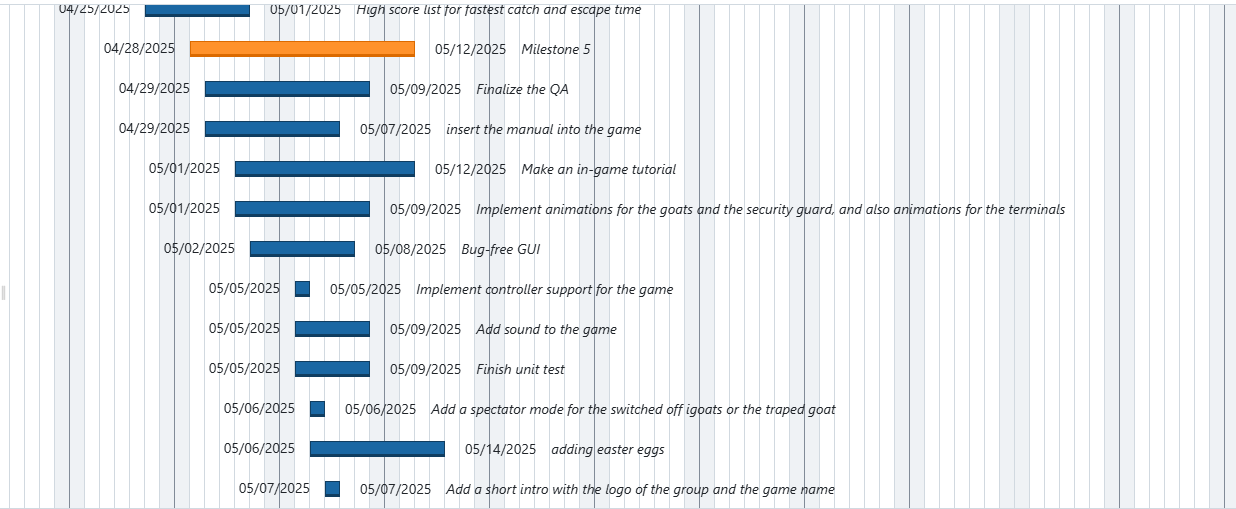 04/25/2025 05/01/2025 High score list for fastest catch and escape time
04/28/2025 05/12/2025 Milestone 5
04/29/2025 05/09/2025 Finalize the QA
04/29/2025 05/07/2025 insert the manual into the game
05/01/2025 05/12/2025 Make an in-game tutorial
05/01/2025 05/09/2025 Implement animations for the goats and the security guard, and also animations for the terminals
05/02/2025 05/08/2025 Bug-free GUI
05/05/2025 05/05/2025 Implement controller support for the game
05/05/2025 05/09/2025 Add sound to the game
05/05/2025 05/09/2025 Finish unit test
05/06/2025 05/06/2025 Add a spectator mode for the switched off igoats or the traped goat
05/06/2025 05/14/2025 adding easter eggs
05/07/2025 05/07/2025 Add a short intro with the logo of the group and the game name